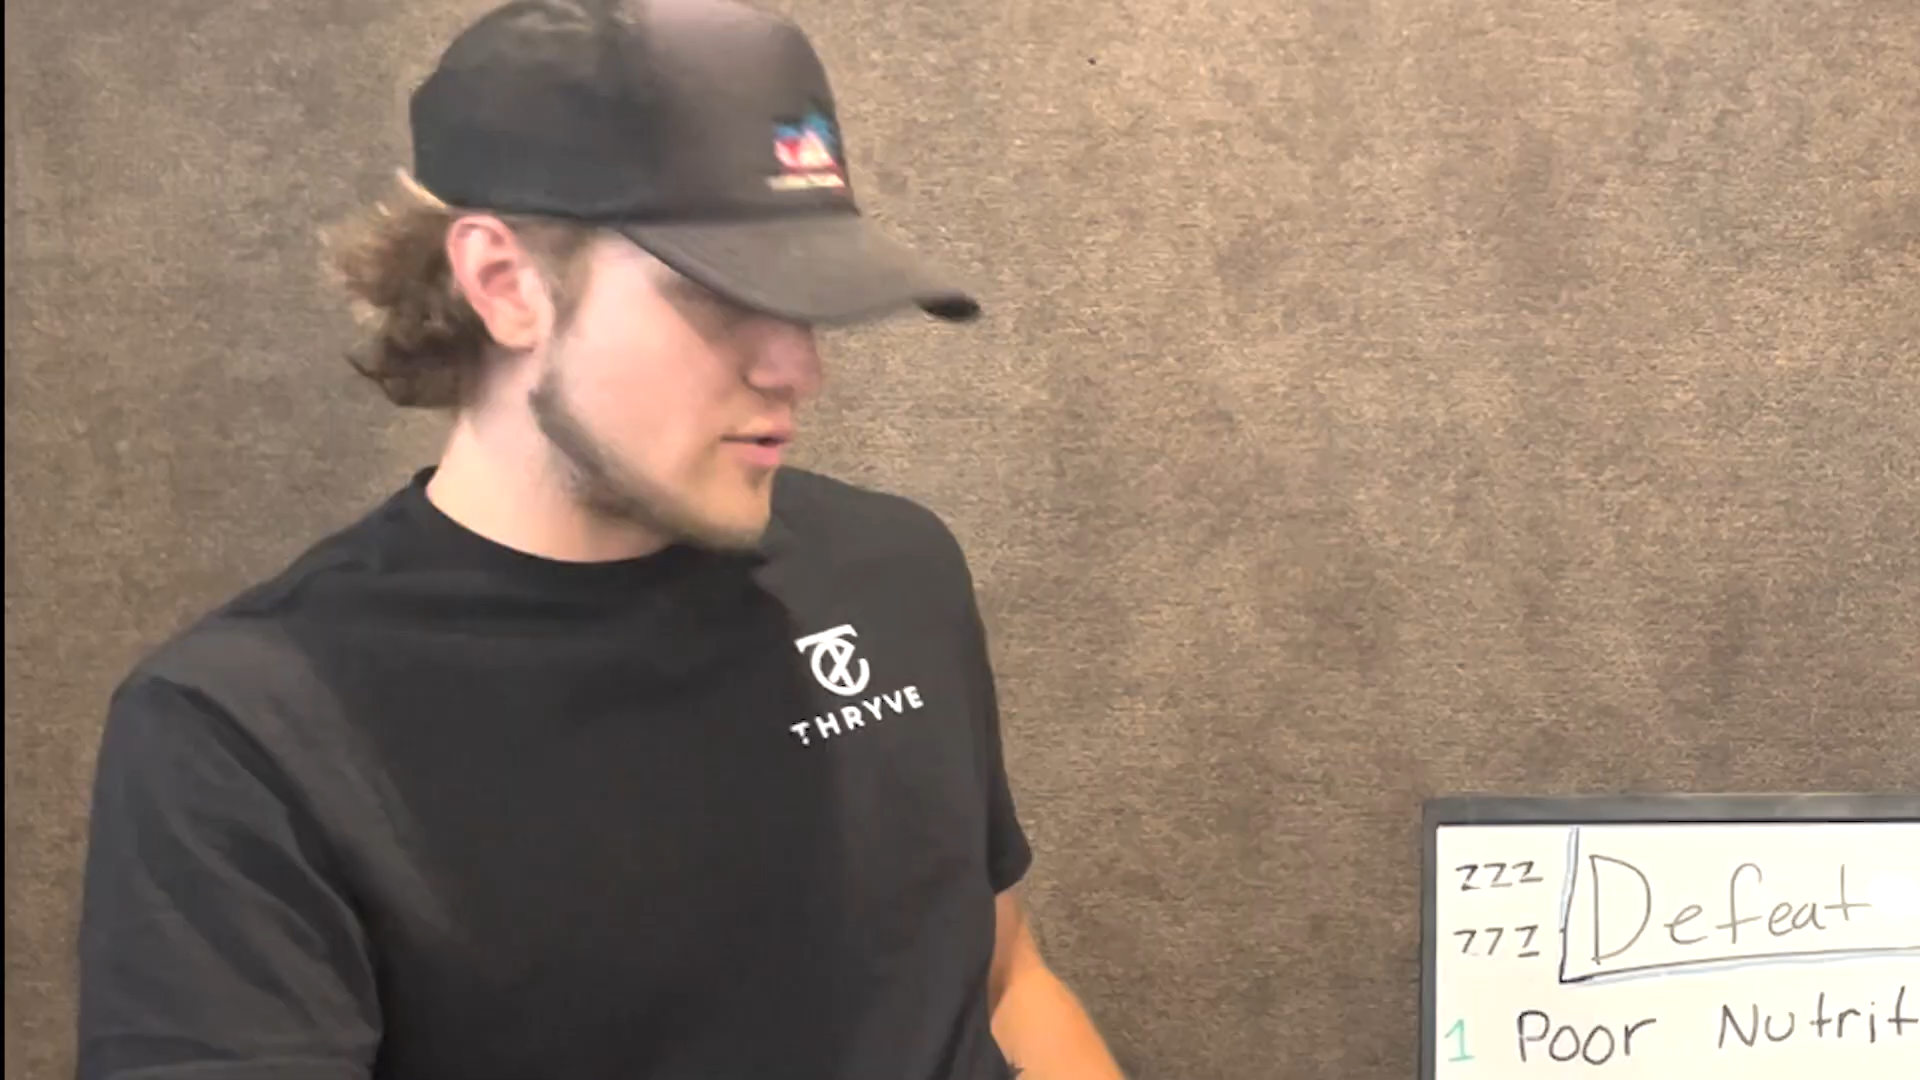 THRYVE
ZZZ
Defeat
ZZZ
1 Poor Nutrit